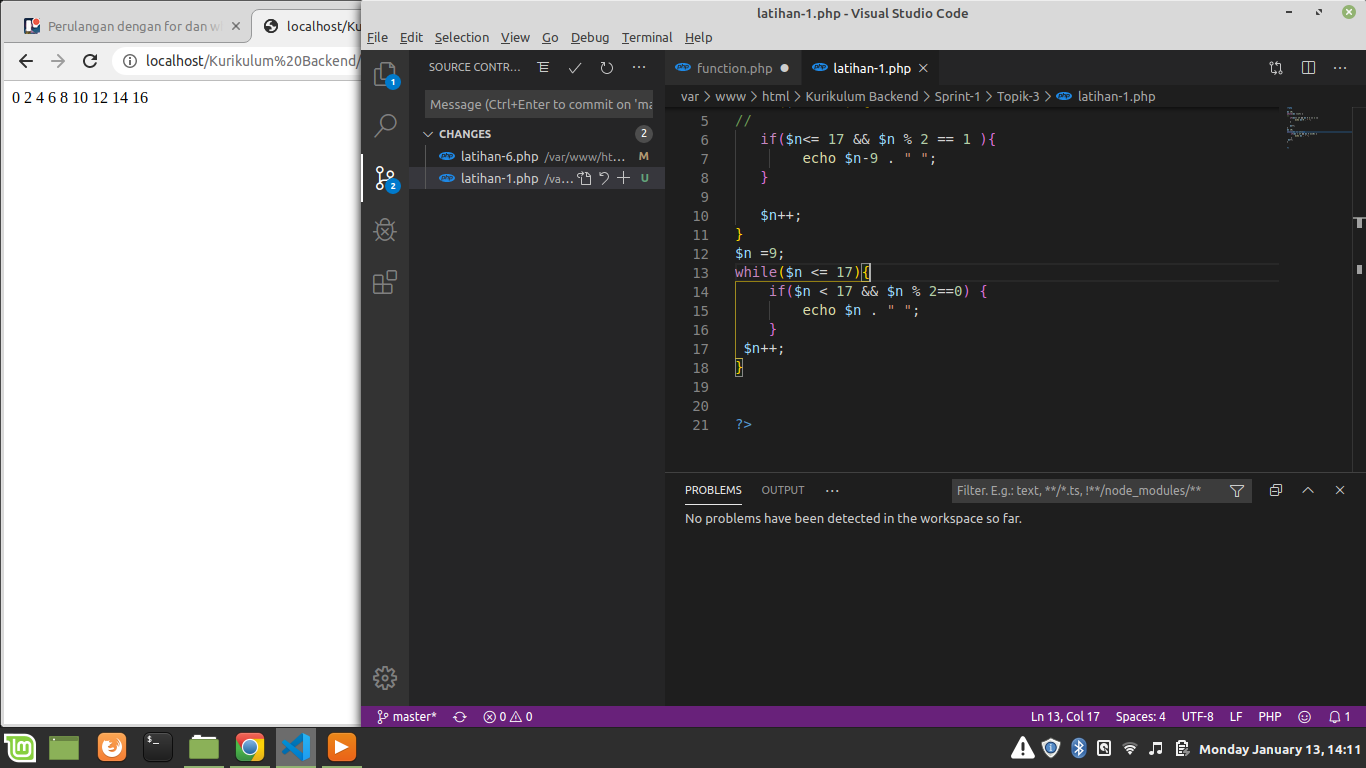 Perulangan dengan for dan wh
localhost/Ku
localhost/Kurikulum%20Backend/
0 2 4 6 8 10 12 14 16
latihan-1.php - Visual Studio Code
File Edit Selection View Go Debug Terminal Help
SOURCE CONTR...
Message (Ctrl+Enter to commit on 'ma
CHANGES 2
latihan-6.php /var/www/ht... M
latihan-1.php /va... U
1
2
function.php
latihan-1.php
var > www > html > Kurikulum Backend > Sprint-1 > Topik-3 > latihan-1.php
5 //
6 if($n<= 17 && $n % 2 == 1 ){
7 echo $n-9 . " ";
8 }
9
10 $n++;
11 }
12 $n =9;
13 while($n <= 17){
14 if($n < 17 && $n % 2==0) {
15 echo $n . " ";
16 }
17 $n++;
18 }
19
20
21 ?>
PROBLEMS OUTPUT ···
Filter. E.g.: text, **/*.ts, !**/node_modules/**
No problems have been detected in the workspace so far.
master* 0 0 Ln 13, Col 17 Spaces: 4 UTF-8 LF PHP 1
Monday January 13, 14:11